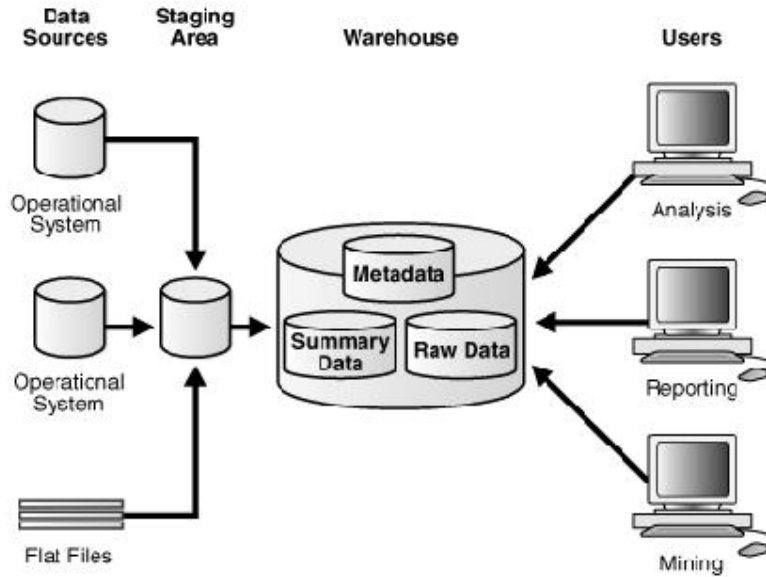 Data Sources
Staging Area
Warehouse
Users
Operational System
Analysis
Metadata
Summary Data
Raw Data
Operational System
Reporting
Flat Files
Mining